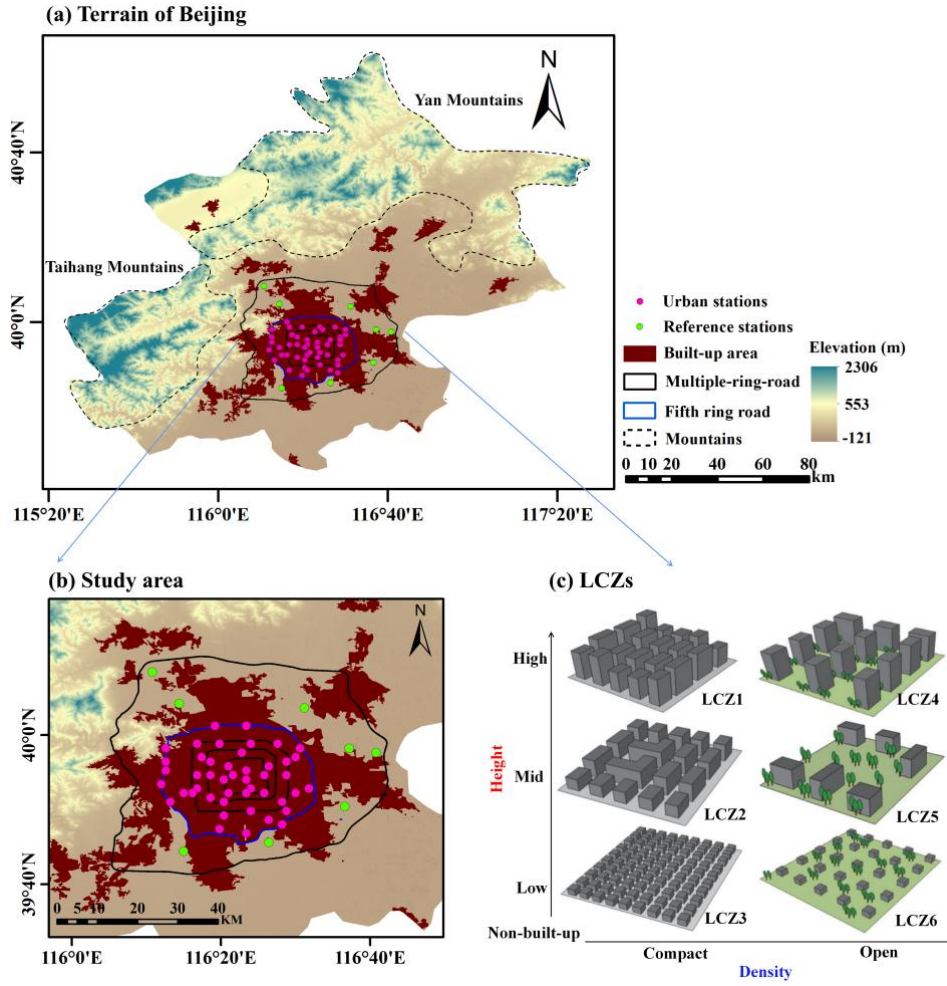 (a) Terrain of Beijing
N
Yan Mountains
Taihang Mountains
40°40'N
40°0'N
115°20'E
116°0'E
116°40'E
117°20'E
Urban stations
Reference stations
Built-up area
Multiple-ring-road
Fifth ring road
Mountains
Elevation (m)
2306
553
-121
0 10 20 40 60 80
km
(b) Study area
N
40°0'N
39°40'N
0 5 10 20 30 40
KM
116°0'E
116°20'E
116°40'E
(c) LCZs
Height
High
Mid
Low
Non-built-up
LCZ1
LCZ4
LCZ2
LCZ5
LCZ3
LCZ6
Compact
Open
Density